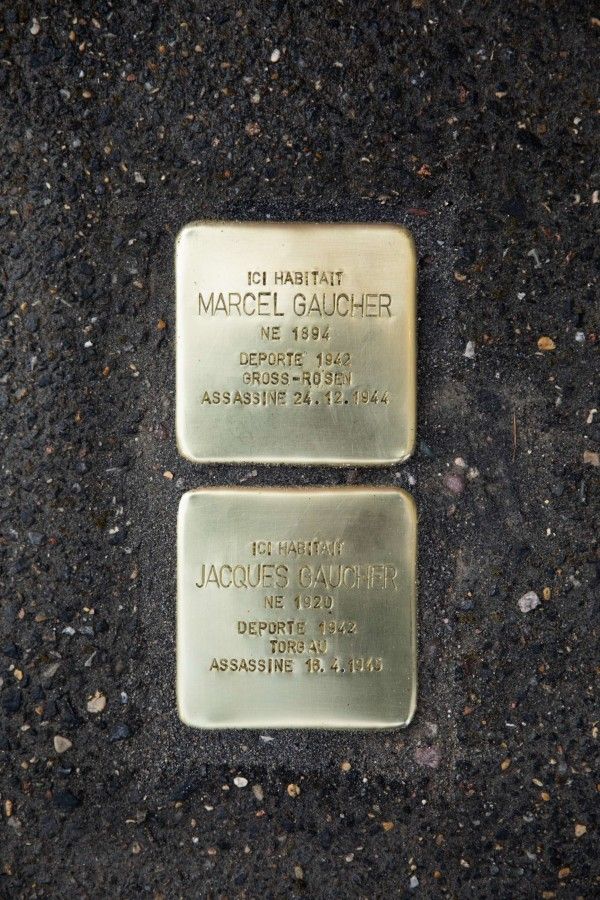 ICI HABITAIT
MARCEL GAUCHER
NE 1894
DEPORTE 1942
GROSS-ROSEN
ASSASSINE 24.12.1944
ICI HABITAIT
JACQUES GAUCHER
NE 1920
DEPORTE 1942
TORGAU
ASSASSINE 16.4.1945